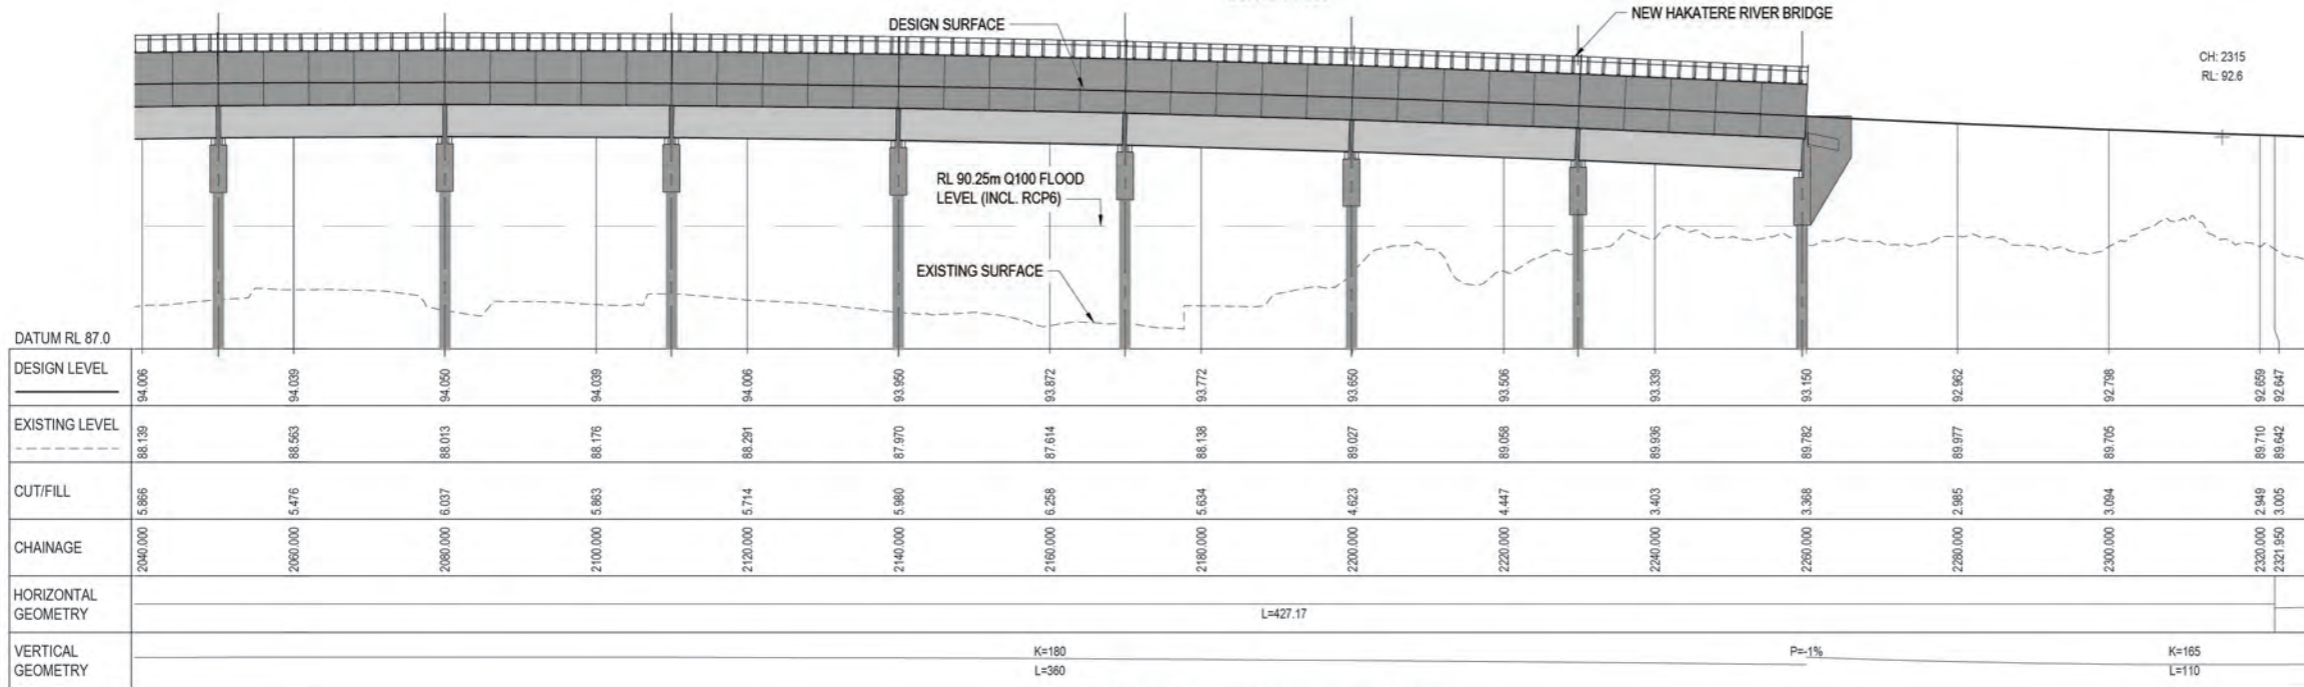 DESIGN SURFACE
NEW HAKATERE RIVER BRIDGE
CH: 2315
RL: 92.6
RL 90.25m Q100 FLOOD
LEVEL (INCL. RCP6)
EXISTING SURFACE
DATUM RL 87.0
DESIGN LEVEL 94.006 94.039 94.050 94.039 94.006 93.950 93.872 93.772 93.650 93.506 93.339 93.150 92.962 92.798 92.659 92.647
EXISTING LEVEL 88.139 88.563 88.013 88.176 88.291 87.970 87.614 88.138 89.027 89.058 89.936 89.782 89.977 89.705 89.710 89.642
CUT/FILL 5.866 5.476 6.037 5.863 5.714 5.980 6.258 5.634 4.623 4.447 3.403 3.368 2.985 3.094 2.949 3.005
CHAINAGE 2040.000 2060.000 2080.000 2100.000 2120.000 2140.000 2160.000 2180.000 2200.000 2220.000 2240.000 2260.000 2280.000 2300.000 2320.000 2321.950
HORIZONTAL
GEOMETRY
L=427.17
VERTICAL
GEOMETRY
K=180
L=360
P=-1%
K=165
L=110